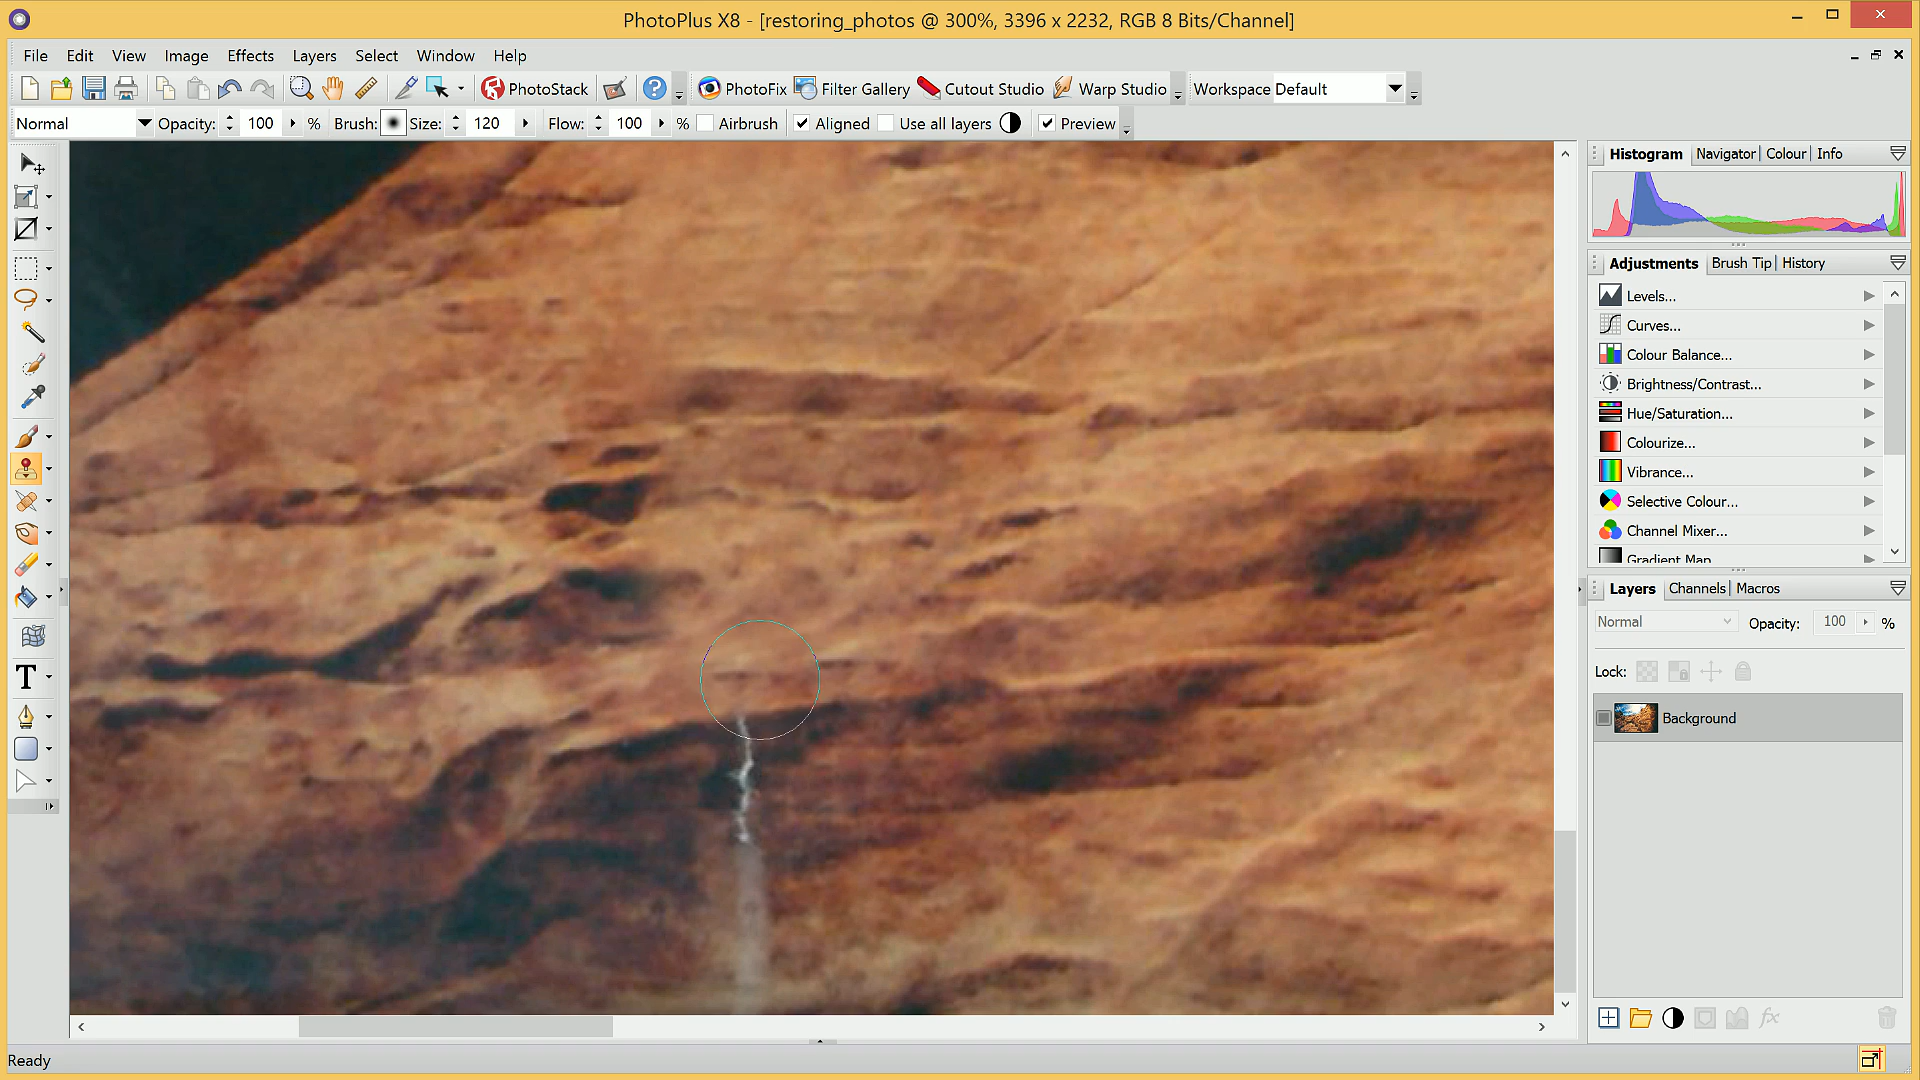 PhotoPlus X8 - [restoring_photos @ 300%, 3396 x 2232, RGB 8 Bits/Channel]
File Edit View Image Effects Layers Select Window Help
PhotoStack PhotoFix Filter Gallery Cutout Studio Warp Studio Workspace Default
Normal Opacity: 100 % Brush: Size: 120 Flow: 100 % Airbrush Aligned Use all layers Preview
Histogram Navigator Colour Info
Adjustments Brush Tip History
Levels...
Curves...
Colour Balance...
Brightness/Contrast...
Hue/Saturation...
Colourize...
Vibrance...
Selective Colour...
Channel Mixer...
Gradient Map
Layers Channels Macros
Normal Opacity: 100 %
Lock:
Background
Ready